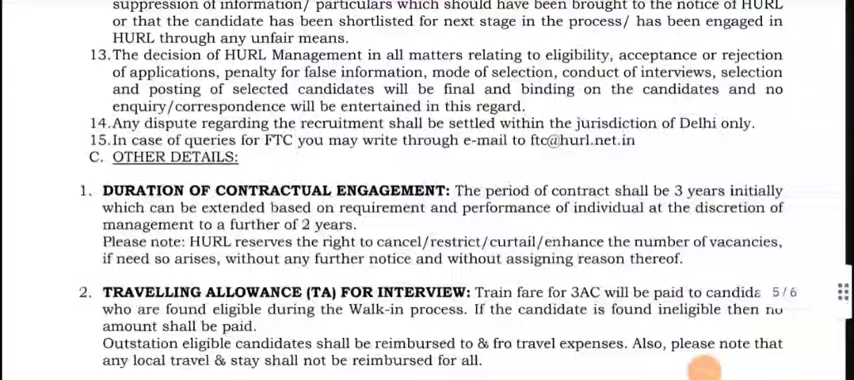 suppression of information/ particulars which should have been brought to the notice of HURL
or that the candidate has been shortlisted for next stage in the process/ has been engaged in
HURL through any unfair means.
13.The decision of HURL Management in all matters relating to eligibility, acceptance or rejection
of applications, penalty for false information, mode of selection, conduct of interviews, selection
and posting of selected candidates will be final and binding on the candidates and no
enquiry/correspondence will be entertained in this regard.
14.Any dispute regarding the recruitment shall be settled within the jurisdiction of Delhi only.
15.In case of queries for FTC you may write through e-mail to ftc@hurl.net.in
C. OTHER DETAILS:
1. DURATION OF CONTRACTUAL ENGAGEMENT: The period of contract shall be 3 years initially
which can be extended based on requirement and performance of individual at the discretion of
management to a further of 2 years.
Please note: HURL reserves the right to cancel/restrict/curtail/enhance the number of vacancies,
if need so arises, without any further notice and without assigning reason thereof.
2. TRAVELLING ALLOWANCE (TA) FOR INTERVIEW: Train fare for 3AC will be paid to candida 5/6
who are found eligible during the Walk-in process. If the candidate is found ineligible then no
amount shall be paid.
Outstation eligible candidates shall be reimbursed to & fro travel expenses. Also, please note that
any local travel & stay shall not be reimbursed for all.